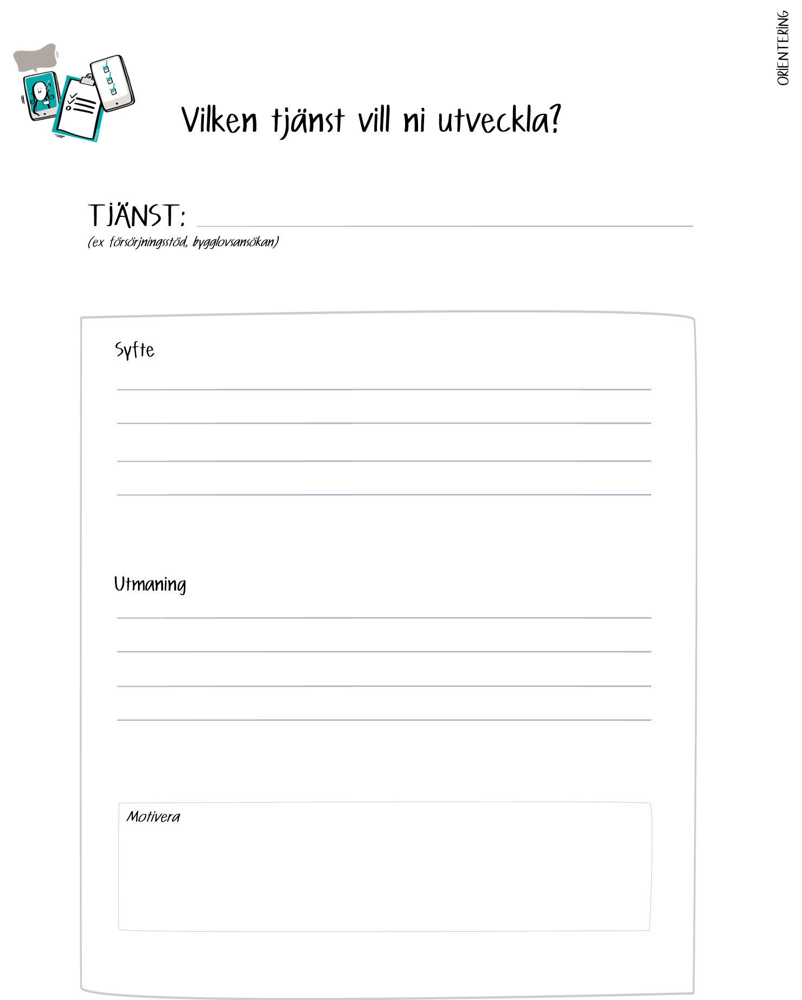 ORIENTERING
Vilken tjänst vill ni utveckla?
TJÄNST:
(ex försörjningsstöd, bygglovsansökan)
Syfte
Utmaning
Motivera